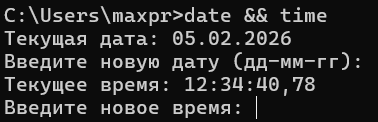 C:\Users\maxpr>date && time
Текущая дата: 05.02.2026
Введите новую дату (дд-мм-гг):
Текущее время: 12:34:40,78
Введите новое время: